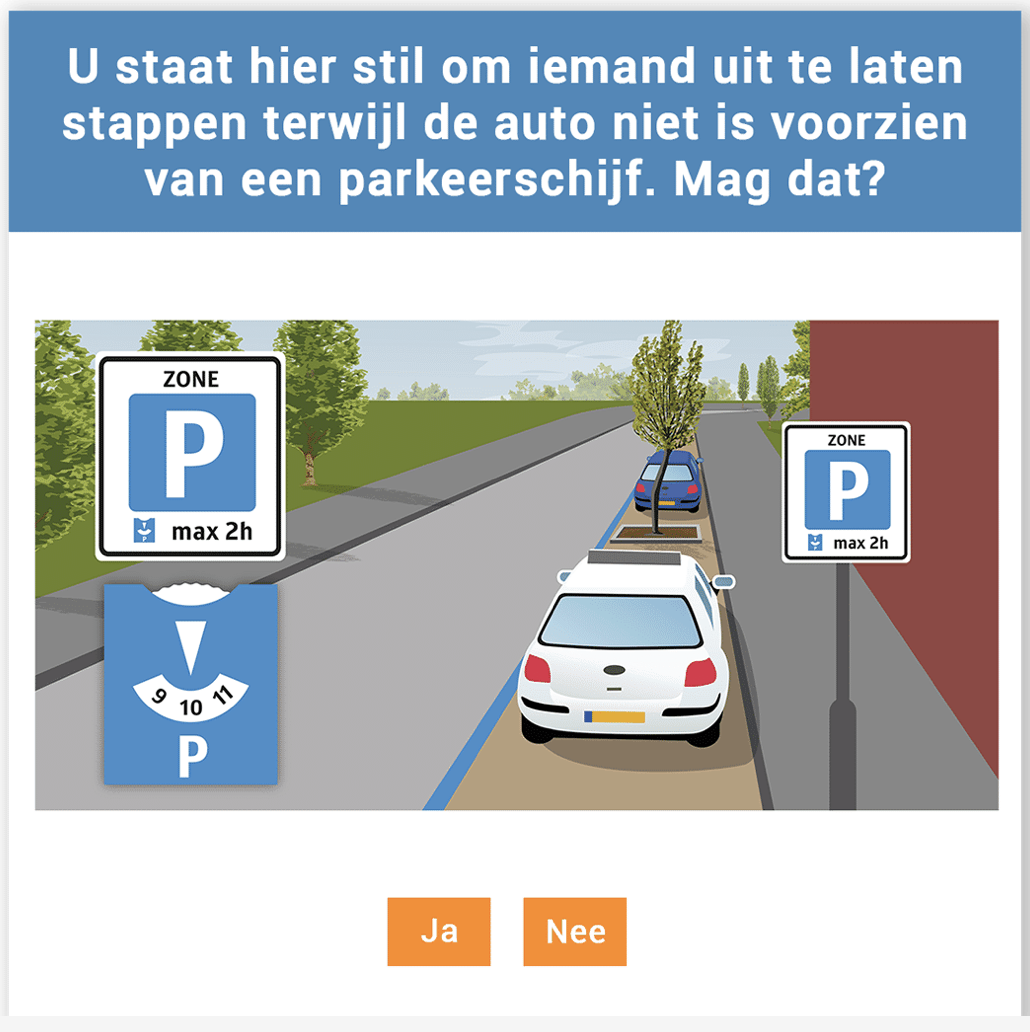 U staat hier stil om iemand uit te laten
stappen terwijl de auto niet is voorzien
van een parkeerschijf. Mag dat?
ZONE
P
max 2h
9 10 11
P
ZONE
P
max 2h
Ja
Nee